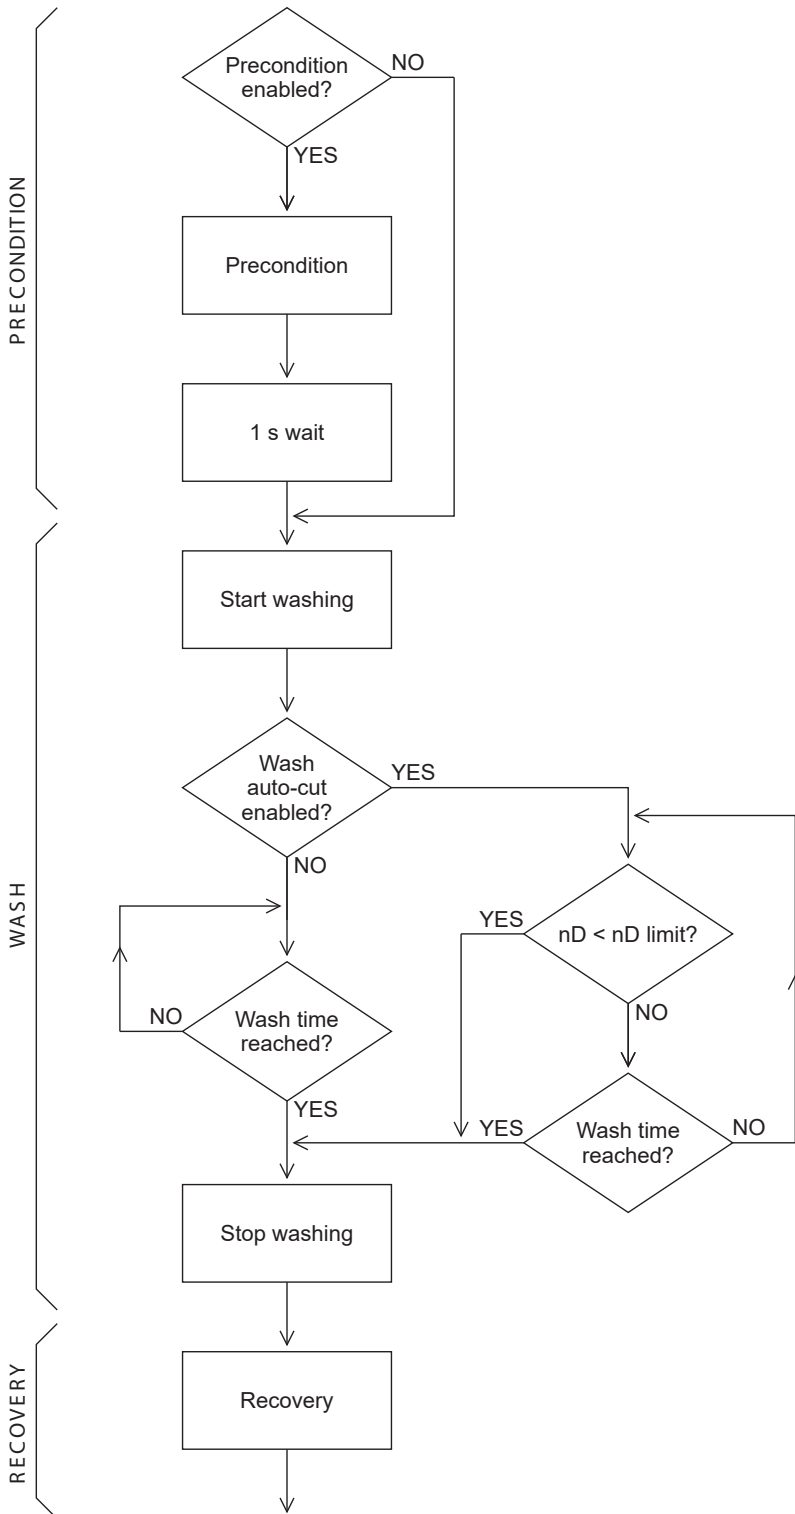 PRECONDITION
Precondition
enabled?
NO
YES
Precondition
1 s wait
WASH
Start washing
Wash
auto-cut
enabled?
YES
NO
YES
nD < nD limit?
NO
NO
Wash time
reached?
YES
YES
Wash time
reached?
NO
Stop washing
RECOVERY
Recovery